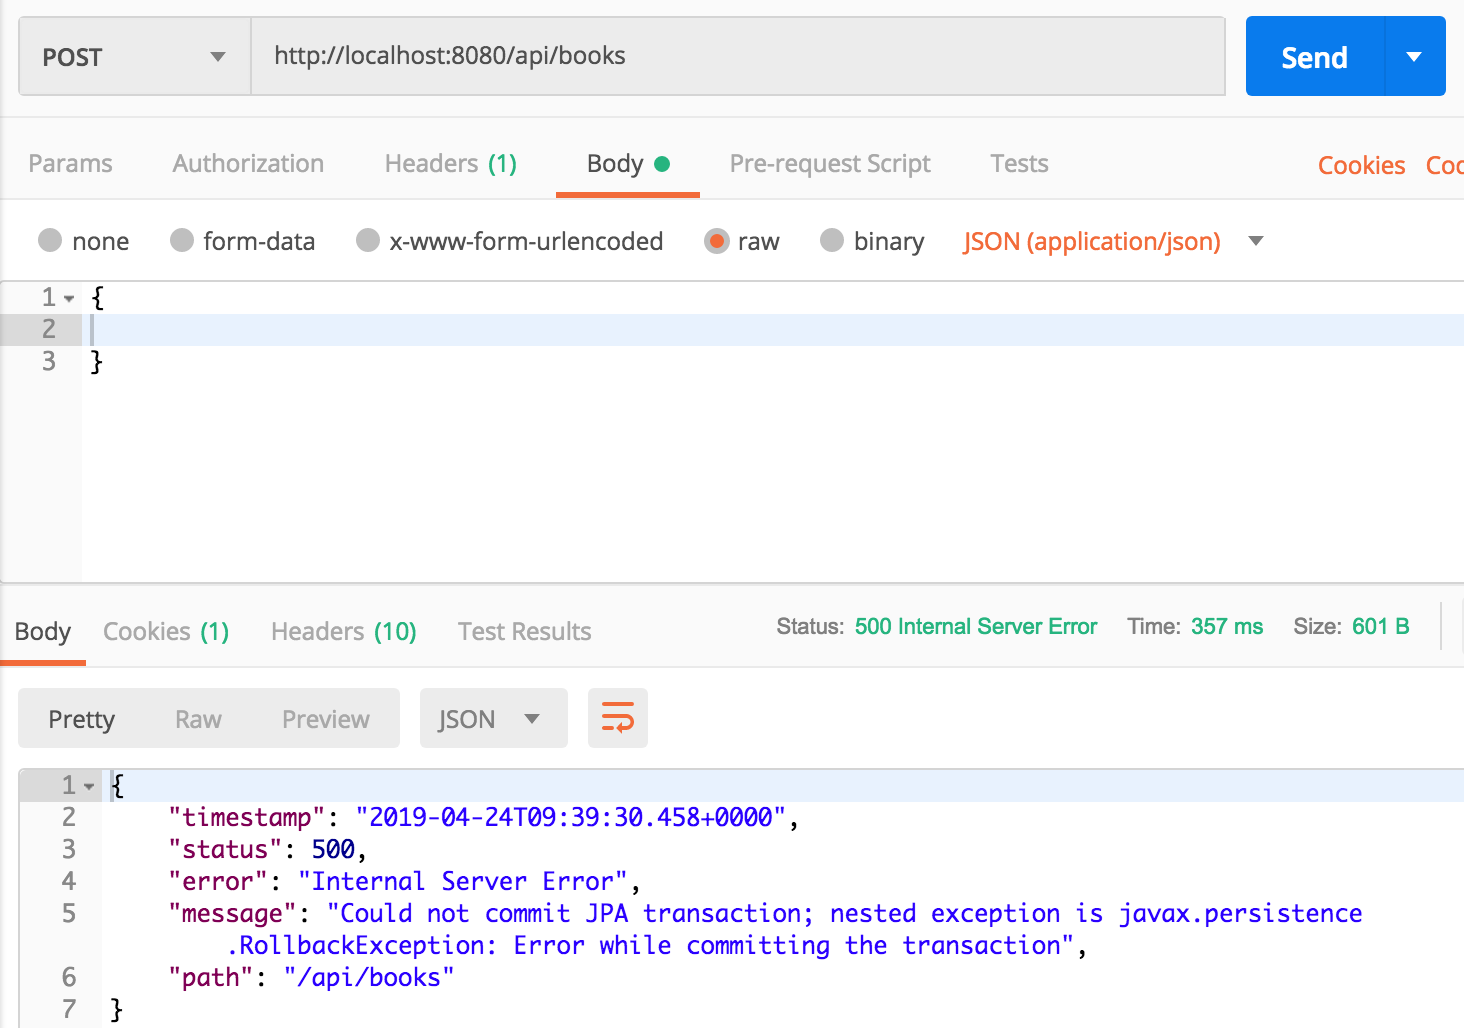 POST http://localhost:8080/api/books Send
Params Authorization Headers (1) Body Pre-request Script Tests Cookies Coo
none form-data x-www-form-urlencoded raw binary JSON (application/json)
1 {
2
3 }
Body Cookies (1) Headers (10) Test Results Status: 500 Internal Server Error Time: 357 ms Size: 601 B
Pretty Raw Preview JSON
1 {
2 "timestamp": "2019-04-24T09:39:30.458+0000",
3 "status": 500,
4 "error": "Internal Server Error",
5 "message": "Could not commit JPA transaction; nested exception is javax.persistence
.RollbackException: Error while committing the transaction",
6 "path": "/api/books"
7 }